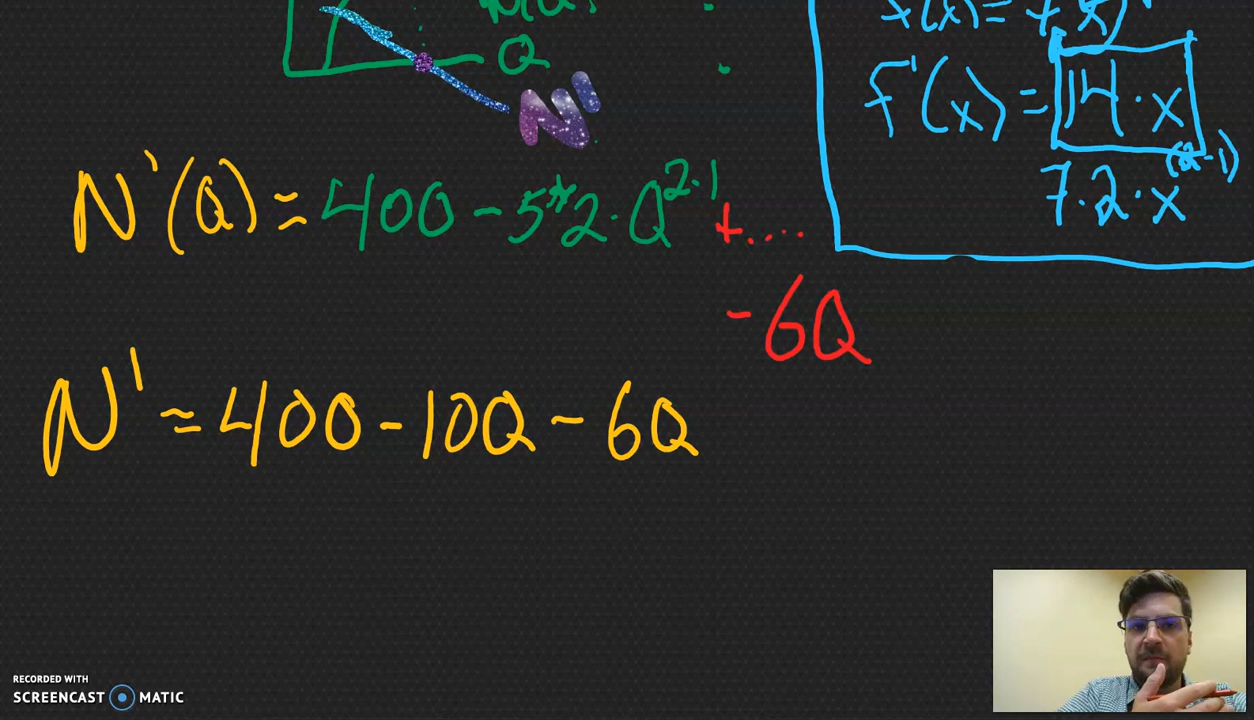 Q
N'
f'(x) = 14·x
7·2·x^(2-1)
N'(Q) = 400 - 5*2·Q^2-1 + ....
- 6Q
N' = 400 - 10Q - 6Q
RECORDED WITH
SCREENCAST MATIC